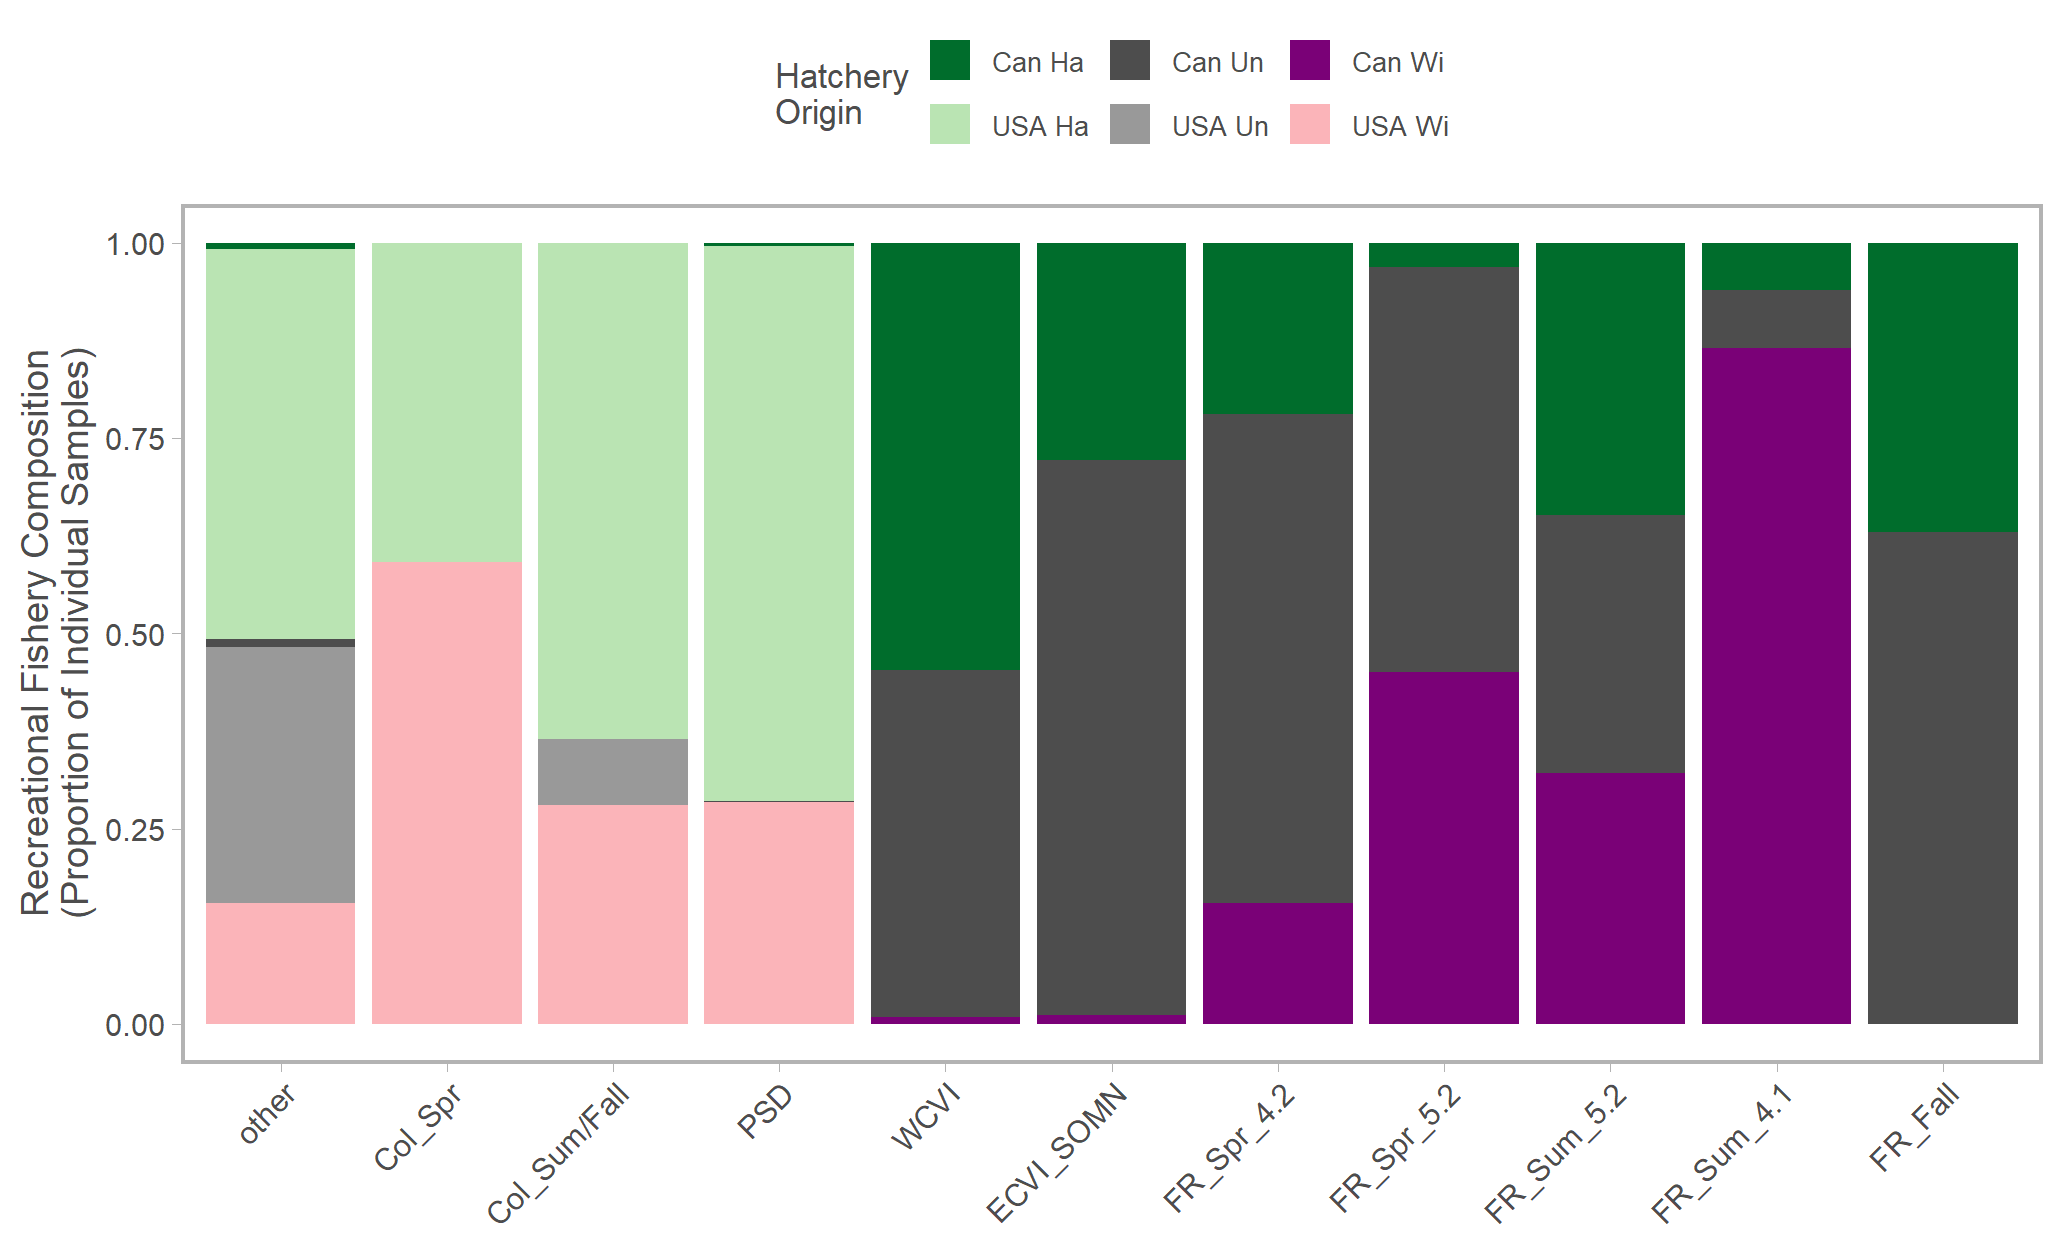 Hatchery
Origin
Can Ha
Can Un
Can Wi
USA Ha
USA Un
USA Wi
Recreational Fishery Composition
(Proportion of Individual Samples)
1.00
0.75
0.50
0.25
0.00
other
Col_Spr
Col_Sum/Fall
PSD
WCVI
ECVI_SOMN
FR_Spr_4.2
FR_Spr_5.2
FR_Sum_5.2
FR_Sum_4.1
FR_Fall